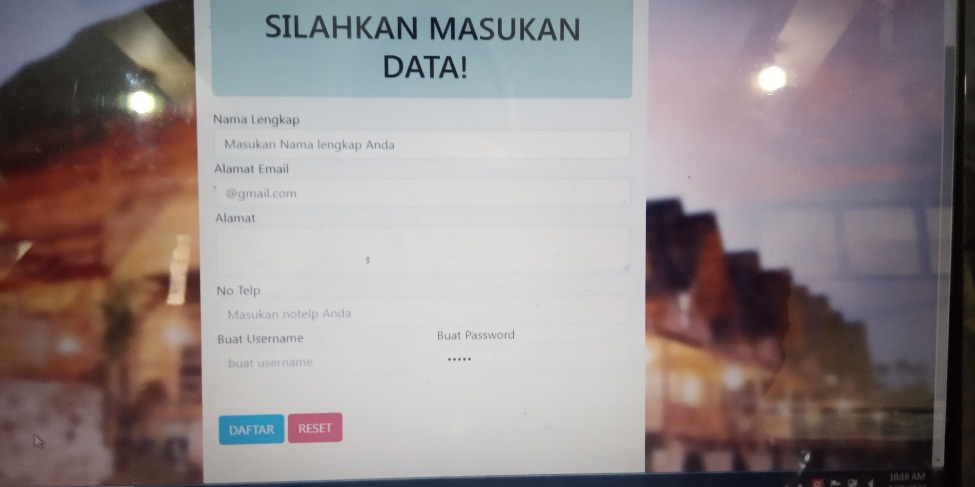 SILAHKAN MASUKAN
DATA!
Nama Lengkap
Masukan Nama lengkap Anda
Alamat Email
@gmail.com
Alamat
No Telp
Masukan notelp Anda
Buat Username
Buat Password
buat username
•••••
DAFTAR
RESET
10:16 AM